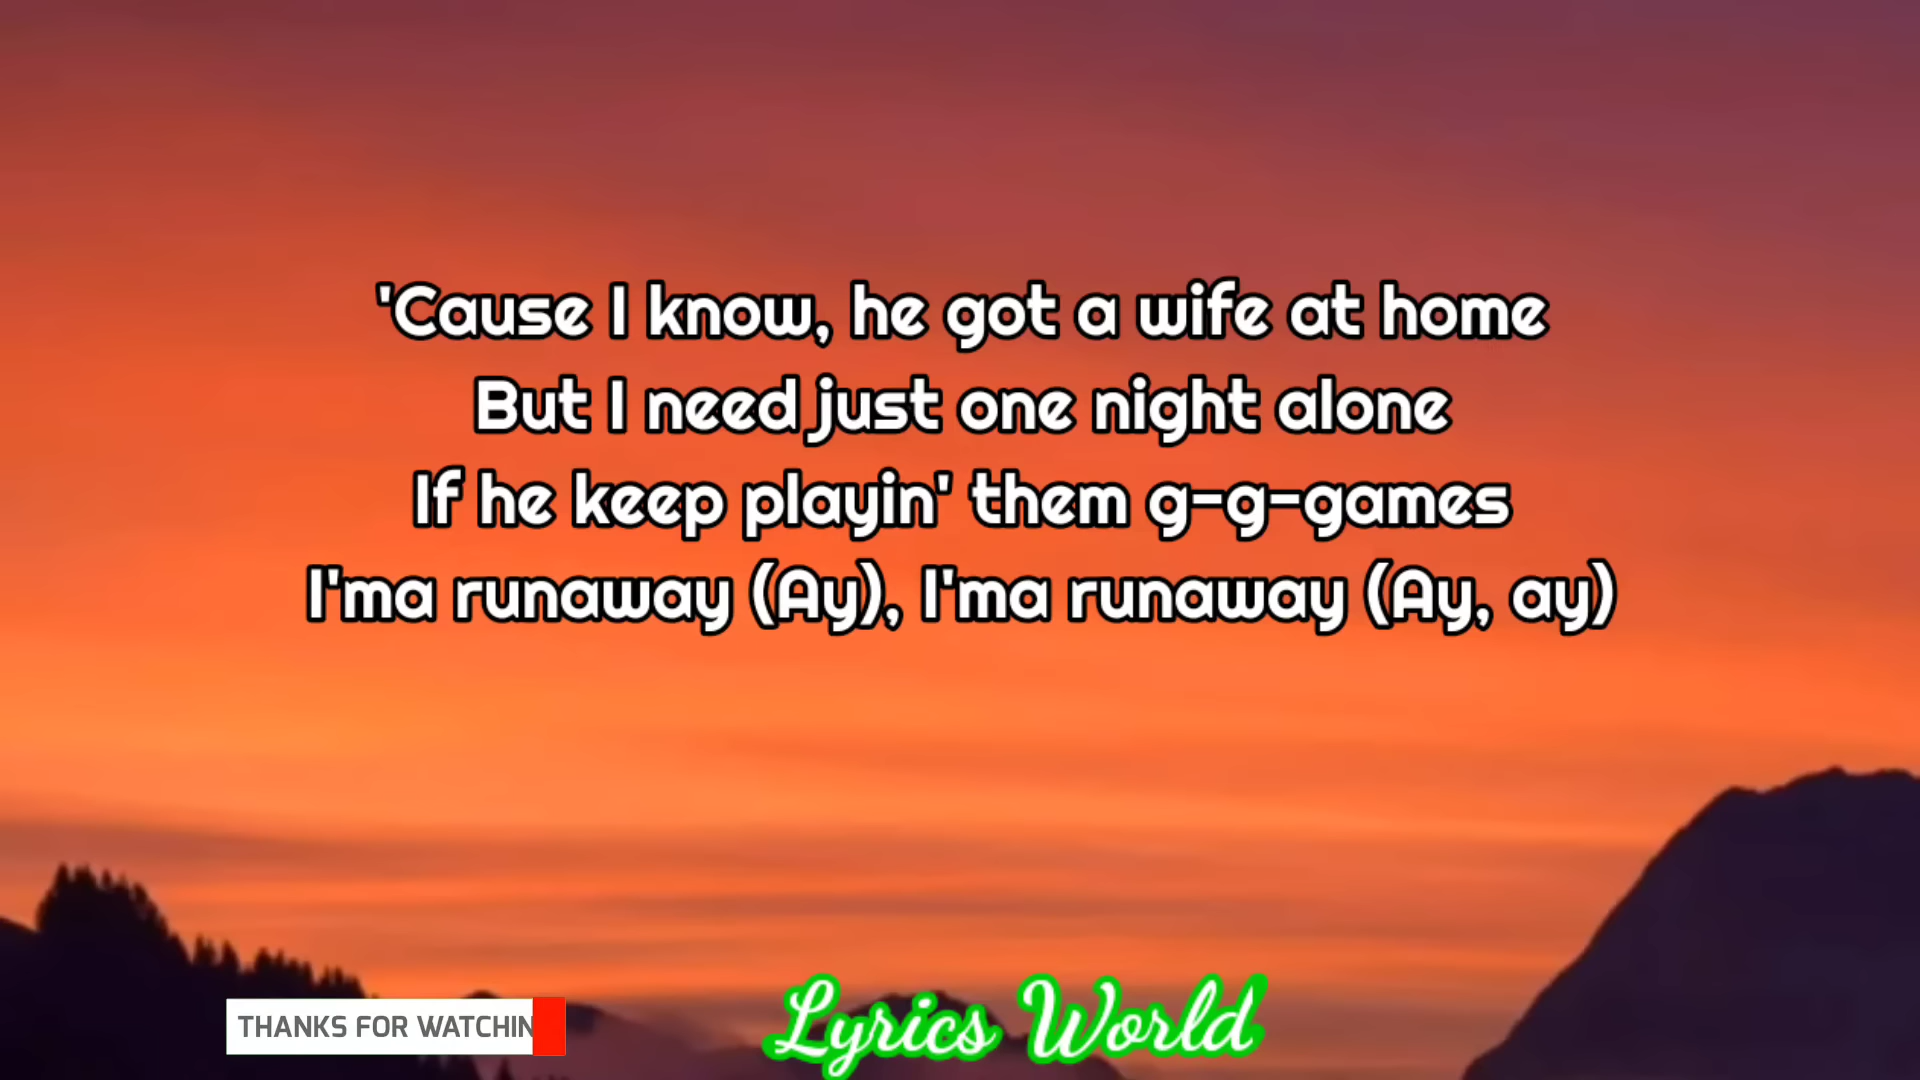 'Cause I know, he got a wife at home
But I need just one night alone
If he keep playin' them g-g-games
I'ma runaway (Ay), I'ma runaway (Ay, ay)
THANKS FOR WATCHIN
Lyrics World